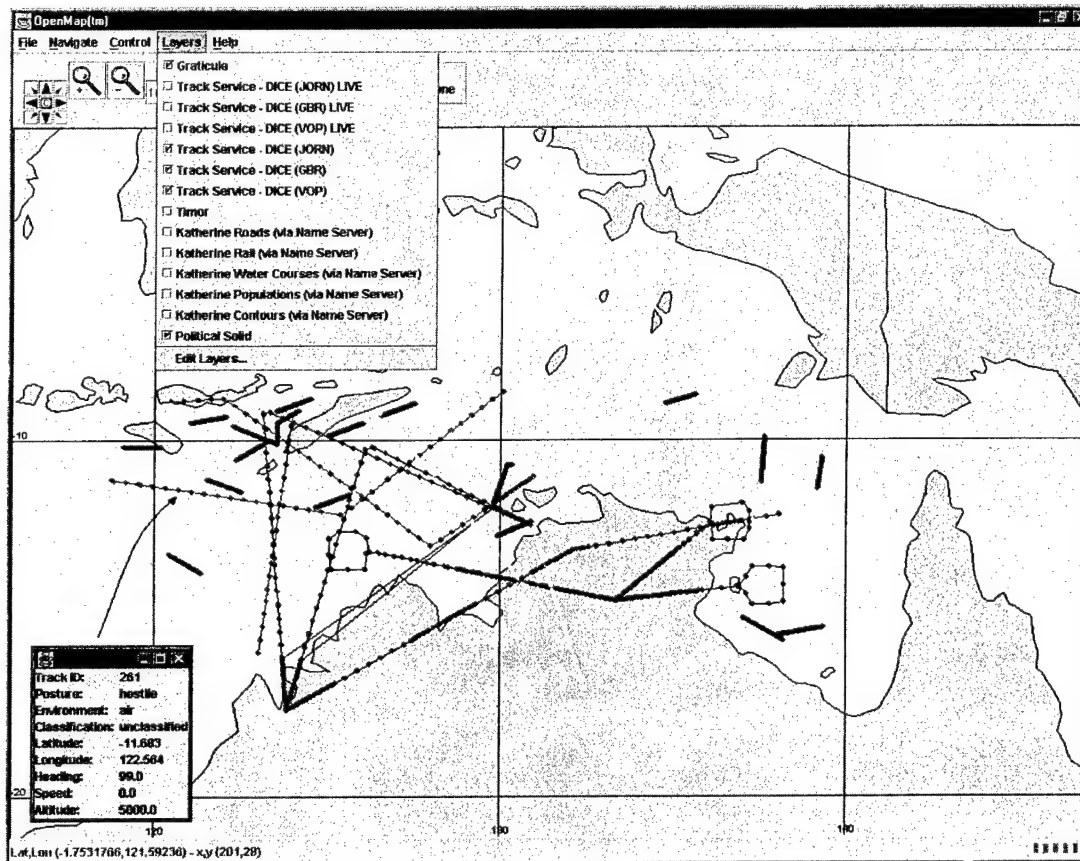 OpenMap(tm)
File Navigate Control Layers Help
Graticule
Track Service - DICE (JORN) LIVE
Track Service - DICE (GBR) LIVE
Track Service - DICE (VOP) LIVE
Track Service - DICE (JORN)
Track Service - DICE (GBR)
Track Service - DICE (VOP)
Timor
Katherine Roads (via Name Server)
Katherine Rail (via Name Server)
Katherine Water Courses (via Name Server)
Katherine Populations (via Name Server)
Katherine Contours (via Name Server)
Political Solid
Edit Layers...
-10
Track ID: 261
Posture: hostile
Environment: air
Classification: unclassified
Latitude: -11.683
Longitude: 122.564
Heading: 99.0
Speed: 0.0
Altitude: 5000.0
-20
120 130 140
Lat,Lon (-1.7531766,121.59236) - x,y (201,28)